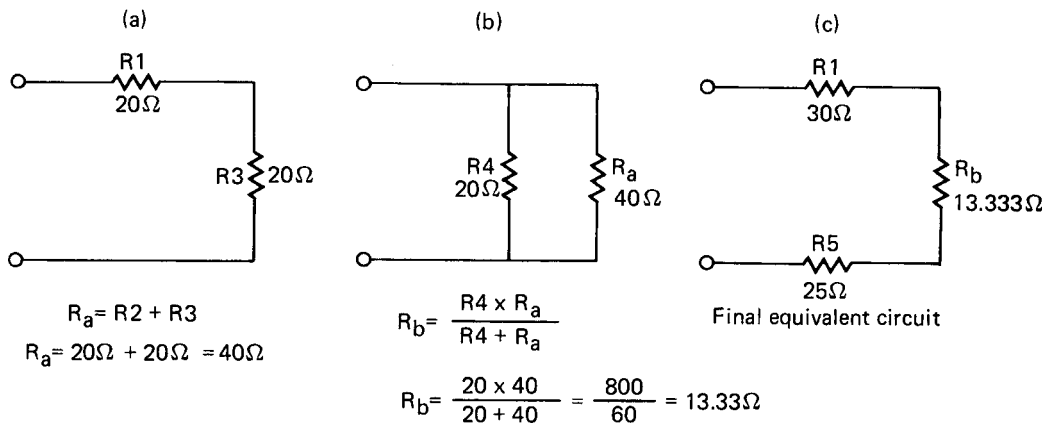 (a)
R1
20Ω
R3 20Ω
Ra= R2 + R3
Ra= 20Ω + 20Ω = 40Ω
(b)
R4
20Ω
Ra
40Ω
Rb= R4 x Ra / R4 + Ra
Rb= 20 x 40 / 20 + 40 = 800 / 60 = 13.33Ω
(c)
R1
30Ω
Rb
13.333Ω
R5
25Ω
Final equivalent circuit